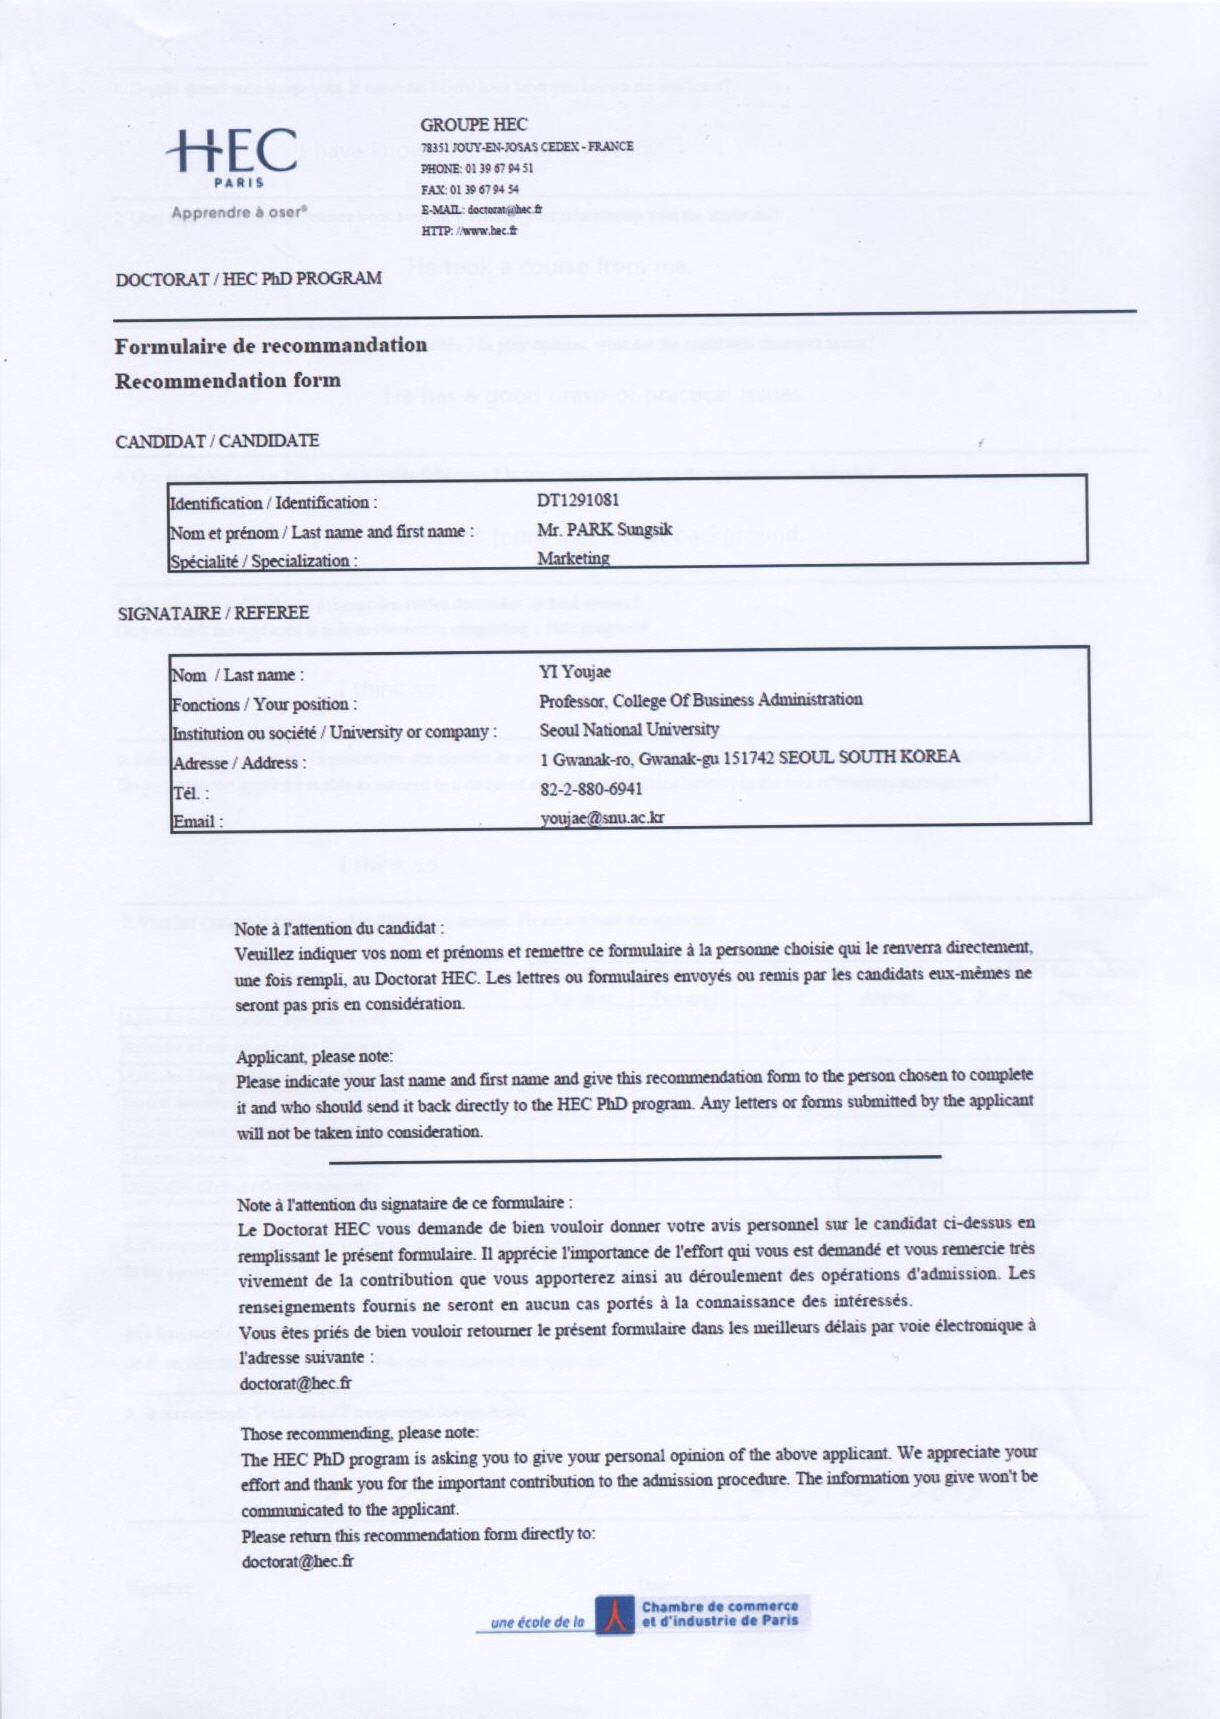 HEC
PARIS
Apprendre à oser®
GROUPE HEC
78351 JOUY-EN-JOSAS CEDEX - FRANCE
PHONE: 01 39 67 94 51
FAX: 01 39 67 94 54
E-MAIL: doctorat@hec.fr
HTTP: //www.hec.fr
DOCTORAT / HEC PhD PROGRAM
Formulaire de recommandation
Recommendation form
CANDIDAT / CANDIDATE
Identification / Identification : DT1291081
Nom et prénom / Last name and first name : Mr. PARK Sungsik
Spécialité / Specialization : Marketing
SIGNATAIRE / REFEREE
Nom / Last name : YI Youjae
Fonctions / Your position : Professor, College Of Business Administration
Institution ou société / University or company : Seoul National University
Adresse / Address : 1 Gwanak-ro, Gwanak-gu 151742 SEOUL SOUTH KOREA
Tél. : 82-2-880-6941
Email : youjae@snu.ac.kr
Note à l'attention du candidat :
Veuillez indiquer vos nom et prénoms et remettre ce formulaire à la personne choisie qui le renverra directement,
une fois rempli, au Doctorat HEC. Les lettres ou formulaires envoyés ou remis par les candidats eux-mêmes ne
seront pas pris en considération.
Applicant, please note:
Please indicate your last name and first name and give this recommendation form to the person chosen to complete
it and who should send it back directly to the HEC PhD program. Any letters or forms submitted by the applicant
will not be taken into consideration.
Note à l'attention du signataire de ce formulaire :
Le Doctorat HEC vous demande de bien vouloir donner votre avis personnel sur le candidat ci-dessus en
remplissant le présent formulaire. Il apprécie l'importance de l'effort qui vous est demandé et vous remercie très
vivement de la contribution que vous apporterez ainsi au déroulement des opérations d'admission. Les
renseignements fournis ne seront en aucun cas portés à la connaissance des intéressés.
Vous êtes priés de bien vouloir retourner le présent formulaire dans les meilleurs délais par voie électronique à
l'adresse suivante :
doctorat@hec.fr
Those recommending, please note:
The HEC PhD program is asking you to give your personal opinion of the above applicant. We appreciate your
effort and thank you for the important contribution to the admission procedure. The information you give won't be
communicated to the applicant.
Please return this recommendation form directly to:
doctorat@hec.fr
une école de la
Chambre de commerce
et d'industrie de Paris